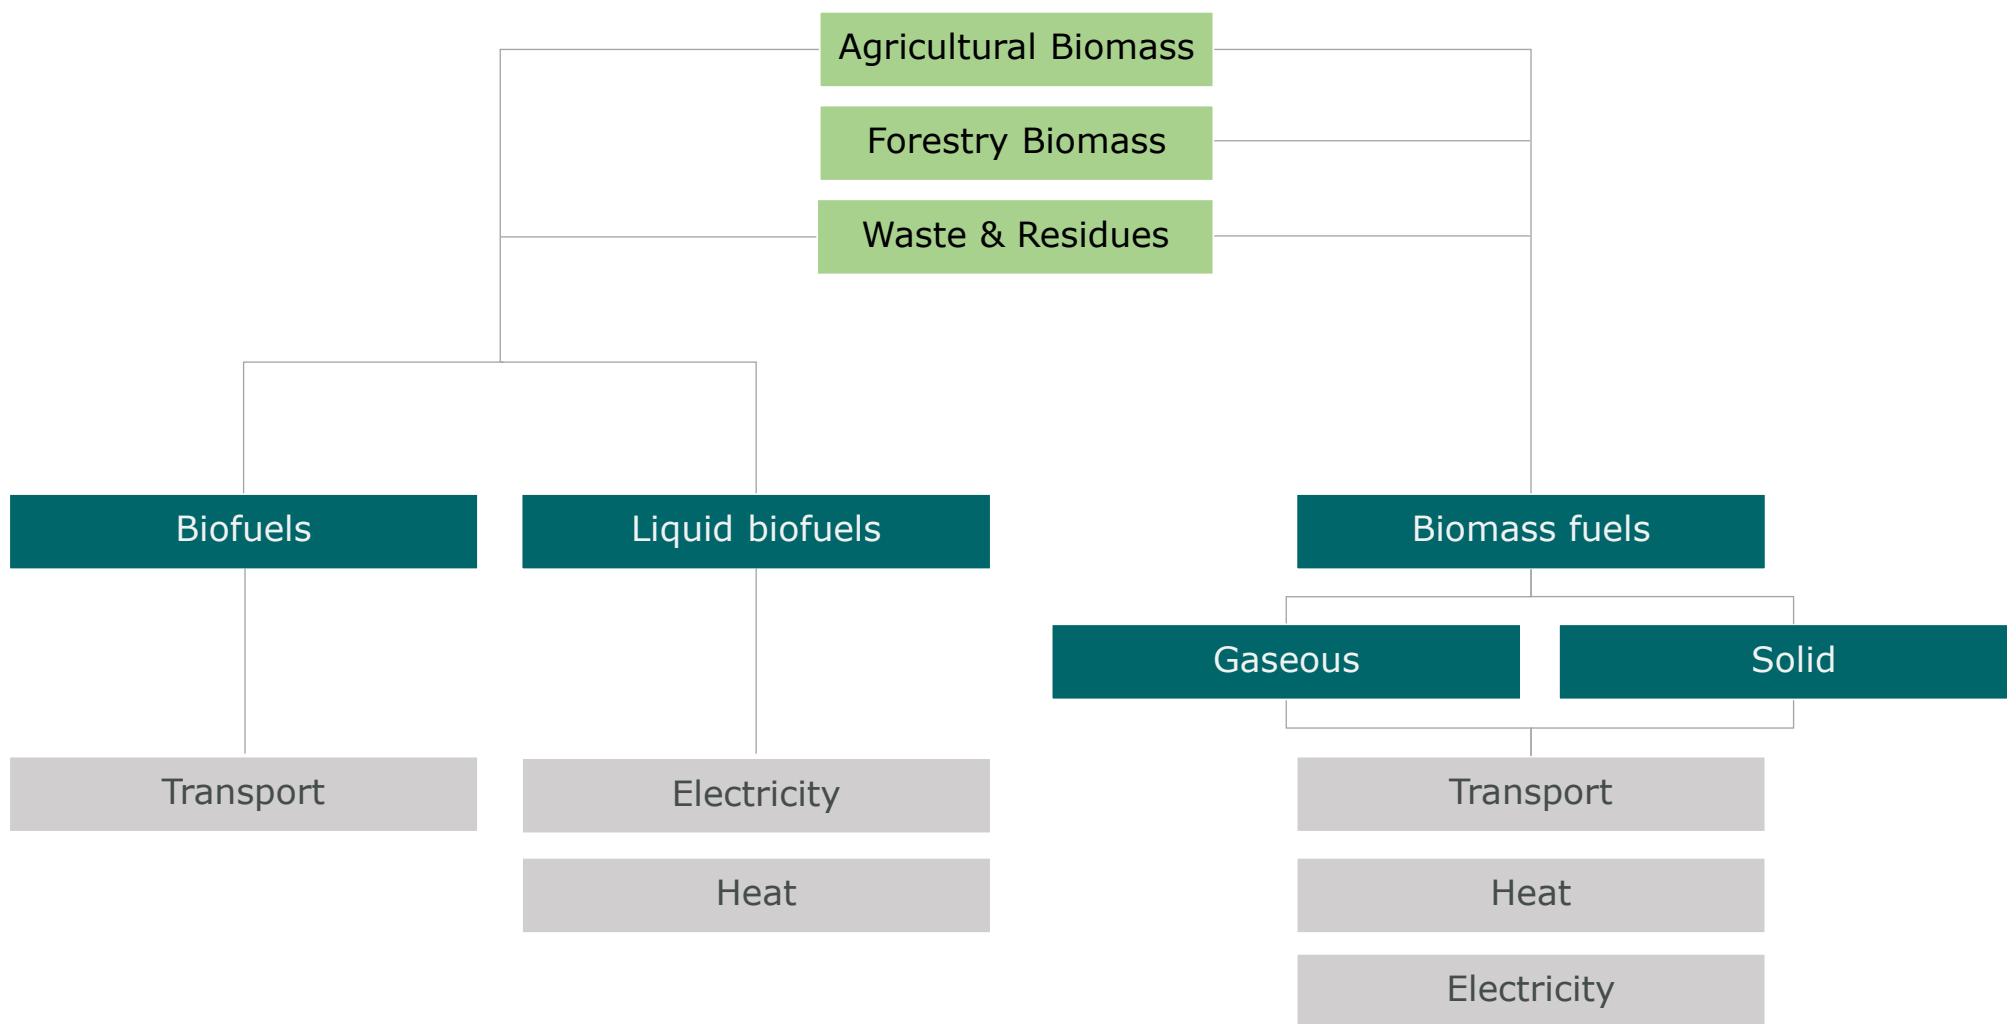 Agricultural Biomass
Forestry Biomass
Waste & Residues
Biofuels
Liquid biofuels
Biomass fuels
Gaseous
Solid
Transport
Electricity
Transport
Heat
Heat
Electricity